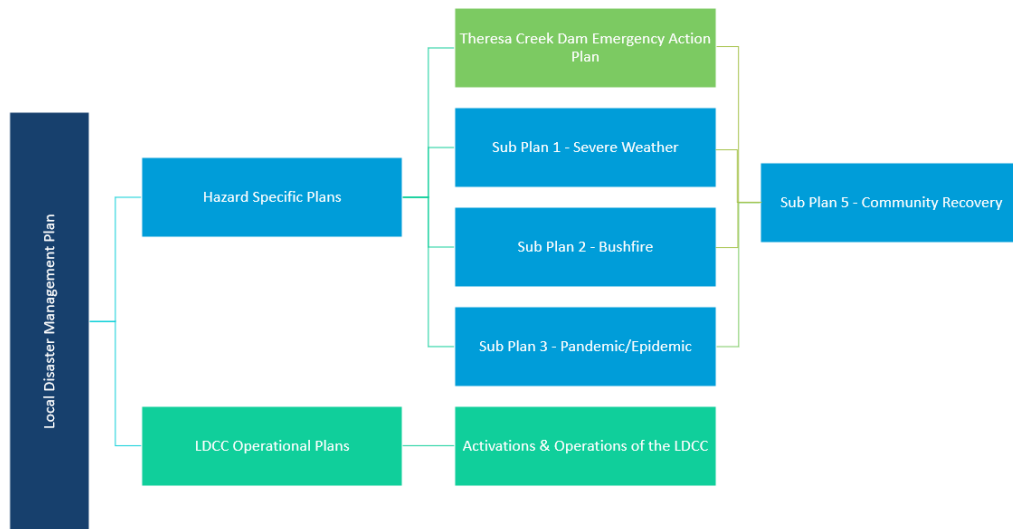 Local Disaster Management Plan
Hazard Specific Plans
Theresa Creek Dam Emergency Action
Plan
Sub Plan 1 - Severe Weather
Sub Plan 2 - Bushfire
Sub Plan 3 - Pandemic/Epidemic
Sub Plan 5 - Community Recovery
LDCC Operational Plans
Activations & Operations of the LDCC